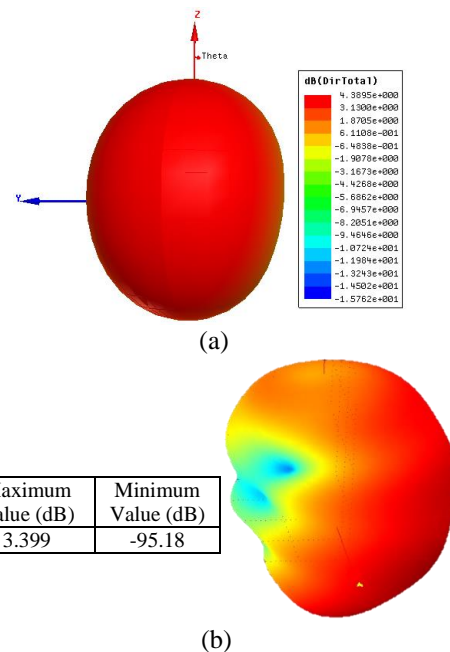 Z
Theta
Y
dB(DirTotal)
4.3895e+000
3.1300e+000
1.8705e+000
6.1108e-001
-6.4838e-001
-1.9078e+000
-3.1673e+000
-4.4268e+000
-5.6862e+000
-6.9457e+000
-8.2051e+000
-9.4646e+000
-1.0724e+001
-1.1984e+001
-1.3243e+001
-1.4502e+001
-1.5762e+001
(a)
Minimum
Value (dB)
3.399 -95.18
(b)